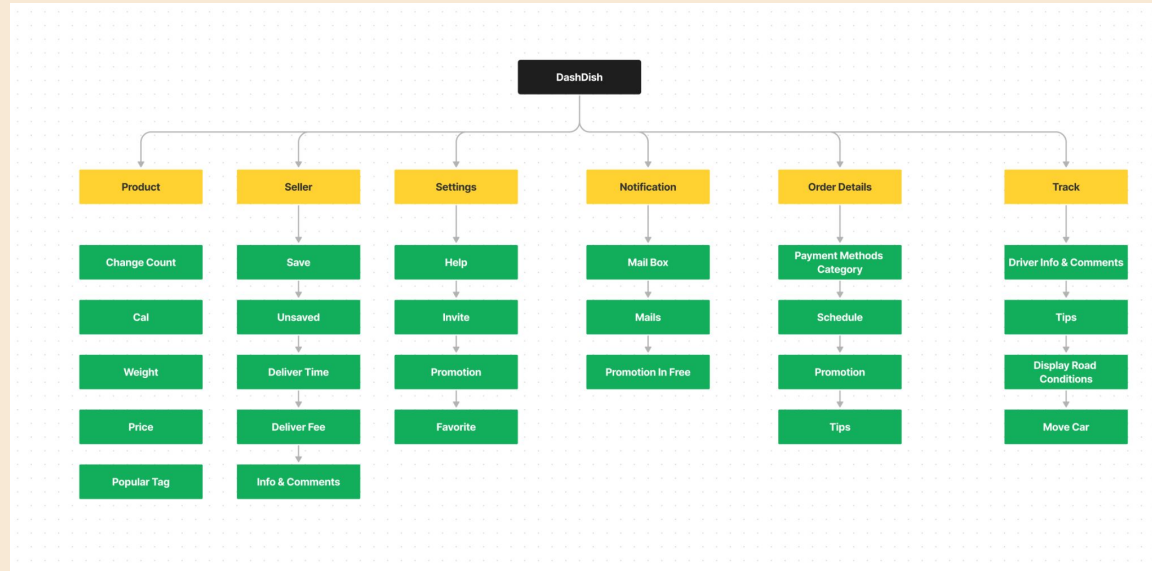 DashDish
Product
Seller
Settings
Notification
Order Details
Track
Change Count
Save
Help
Mail Box
Payment Methods
Category
Driver Info & Comments
Cal
Unsaved
Invite
Mails
Schedule
Tips
Weight
Deliver Time
Promotion
Promotion In Free
Promotion
Display Road
Conditions
Price
Deliver Fee
Favorite
Tips
Move Car
Popular Tag
Info & Comments